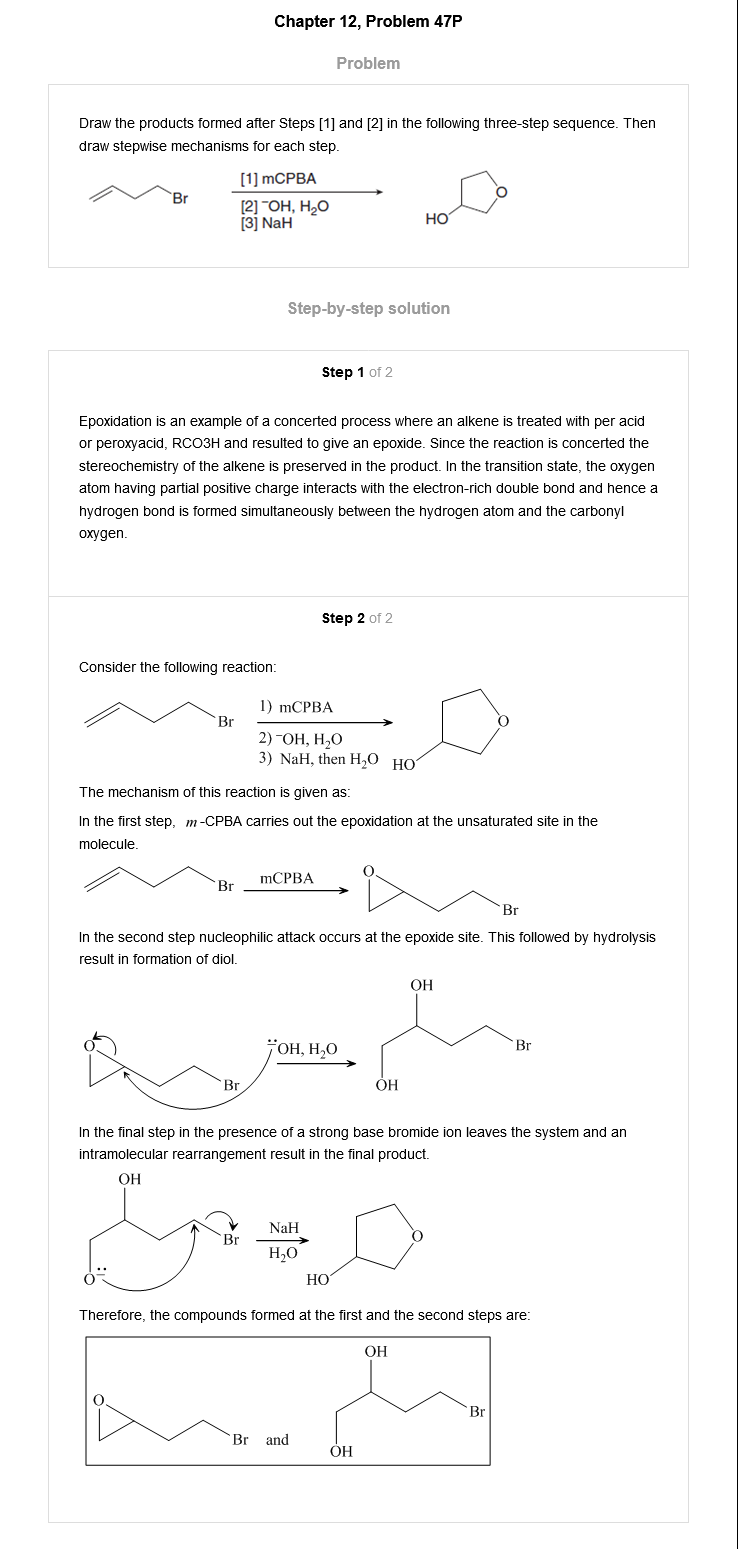 Chapter 12, Problem 47P
Problem
Draw the products formed after Steps [1] and [2] in the following three-step sequence. Then
draw stepwise mechanisms for each step.
[1] mCPBA
Br
[2] ⁻OH, H₂O
[3] NaH
O
HO
Step-by-step solution
Step 1 of 2
Epoxidation is an example of a concerted process where an alkene is treated with per acid
or peroxyacid, RCO3H and resulted to give an epoxide. Since the reaction is concerted the
stereochemistry of the alkene is preserved in the product. In the transition state, the oxygen
atom having partial positive charge interacts with the electron-rich double bond and hence a
hydrogen bond is formed simultaneously between the hydrogen atom and the carbonyl
oxygen.
Step 2 of 2
Consider the following reaction:
Br
1) mCPBA
2) ⁻OH, H₂O
3) NaH, then H₂O
O
HO
The mechanism of this reaction is given as:
In the first step, m-CPBA carries out the epoxidation at the unsaturated site in the
molecule.
Br
mCPBA
O
Br
In the second step nucleophilic attack occurs at the epoxide site. This followed by hydrolysis
result in formation of diol.
O
Br
⁻:OH, H₂O
OH
Br
OH
In the final step in the presence of a strong base bromide ion leaves the system and an
intramolecular rearrangement result in the final product.
OH
Br
O:⁻
NaH
H₂O
O
HO
Therefore, the compounds formed at the first and the second steps are:
O
Br and
OH
Br
OH